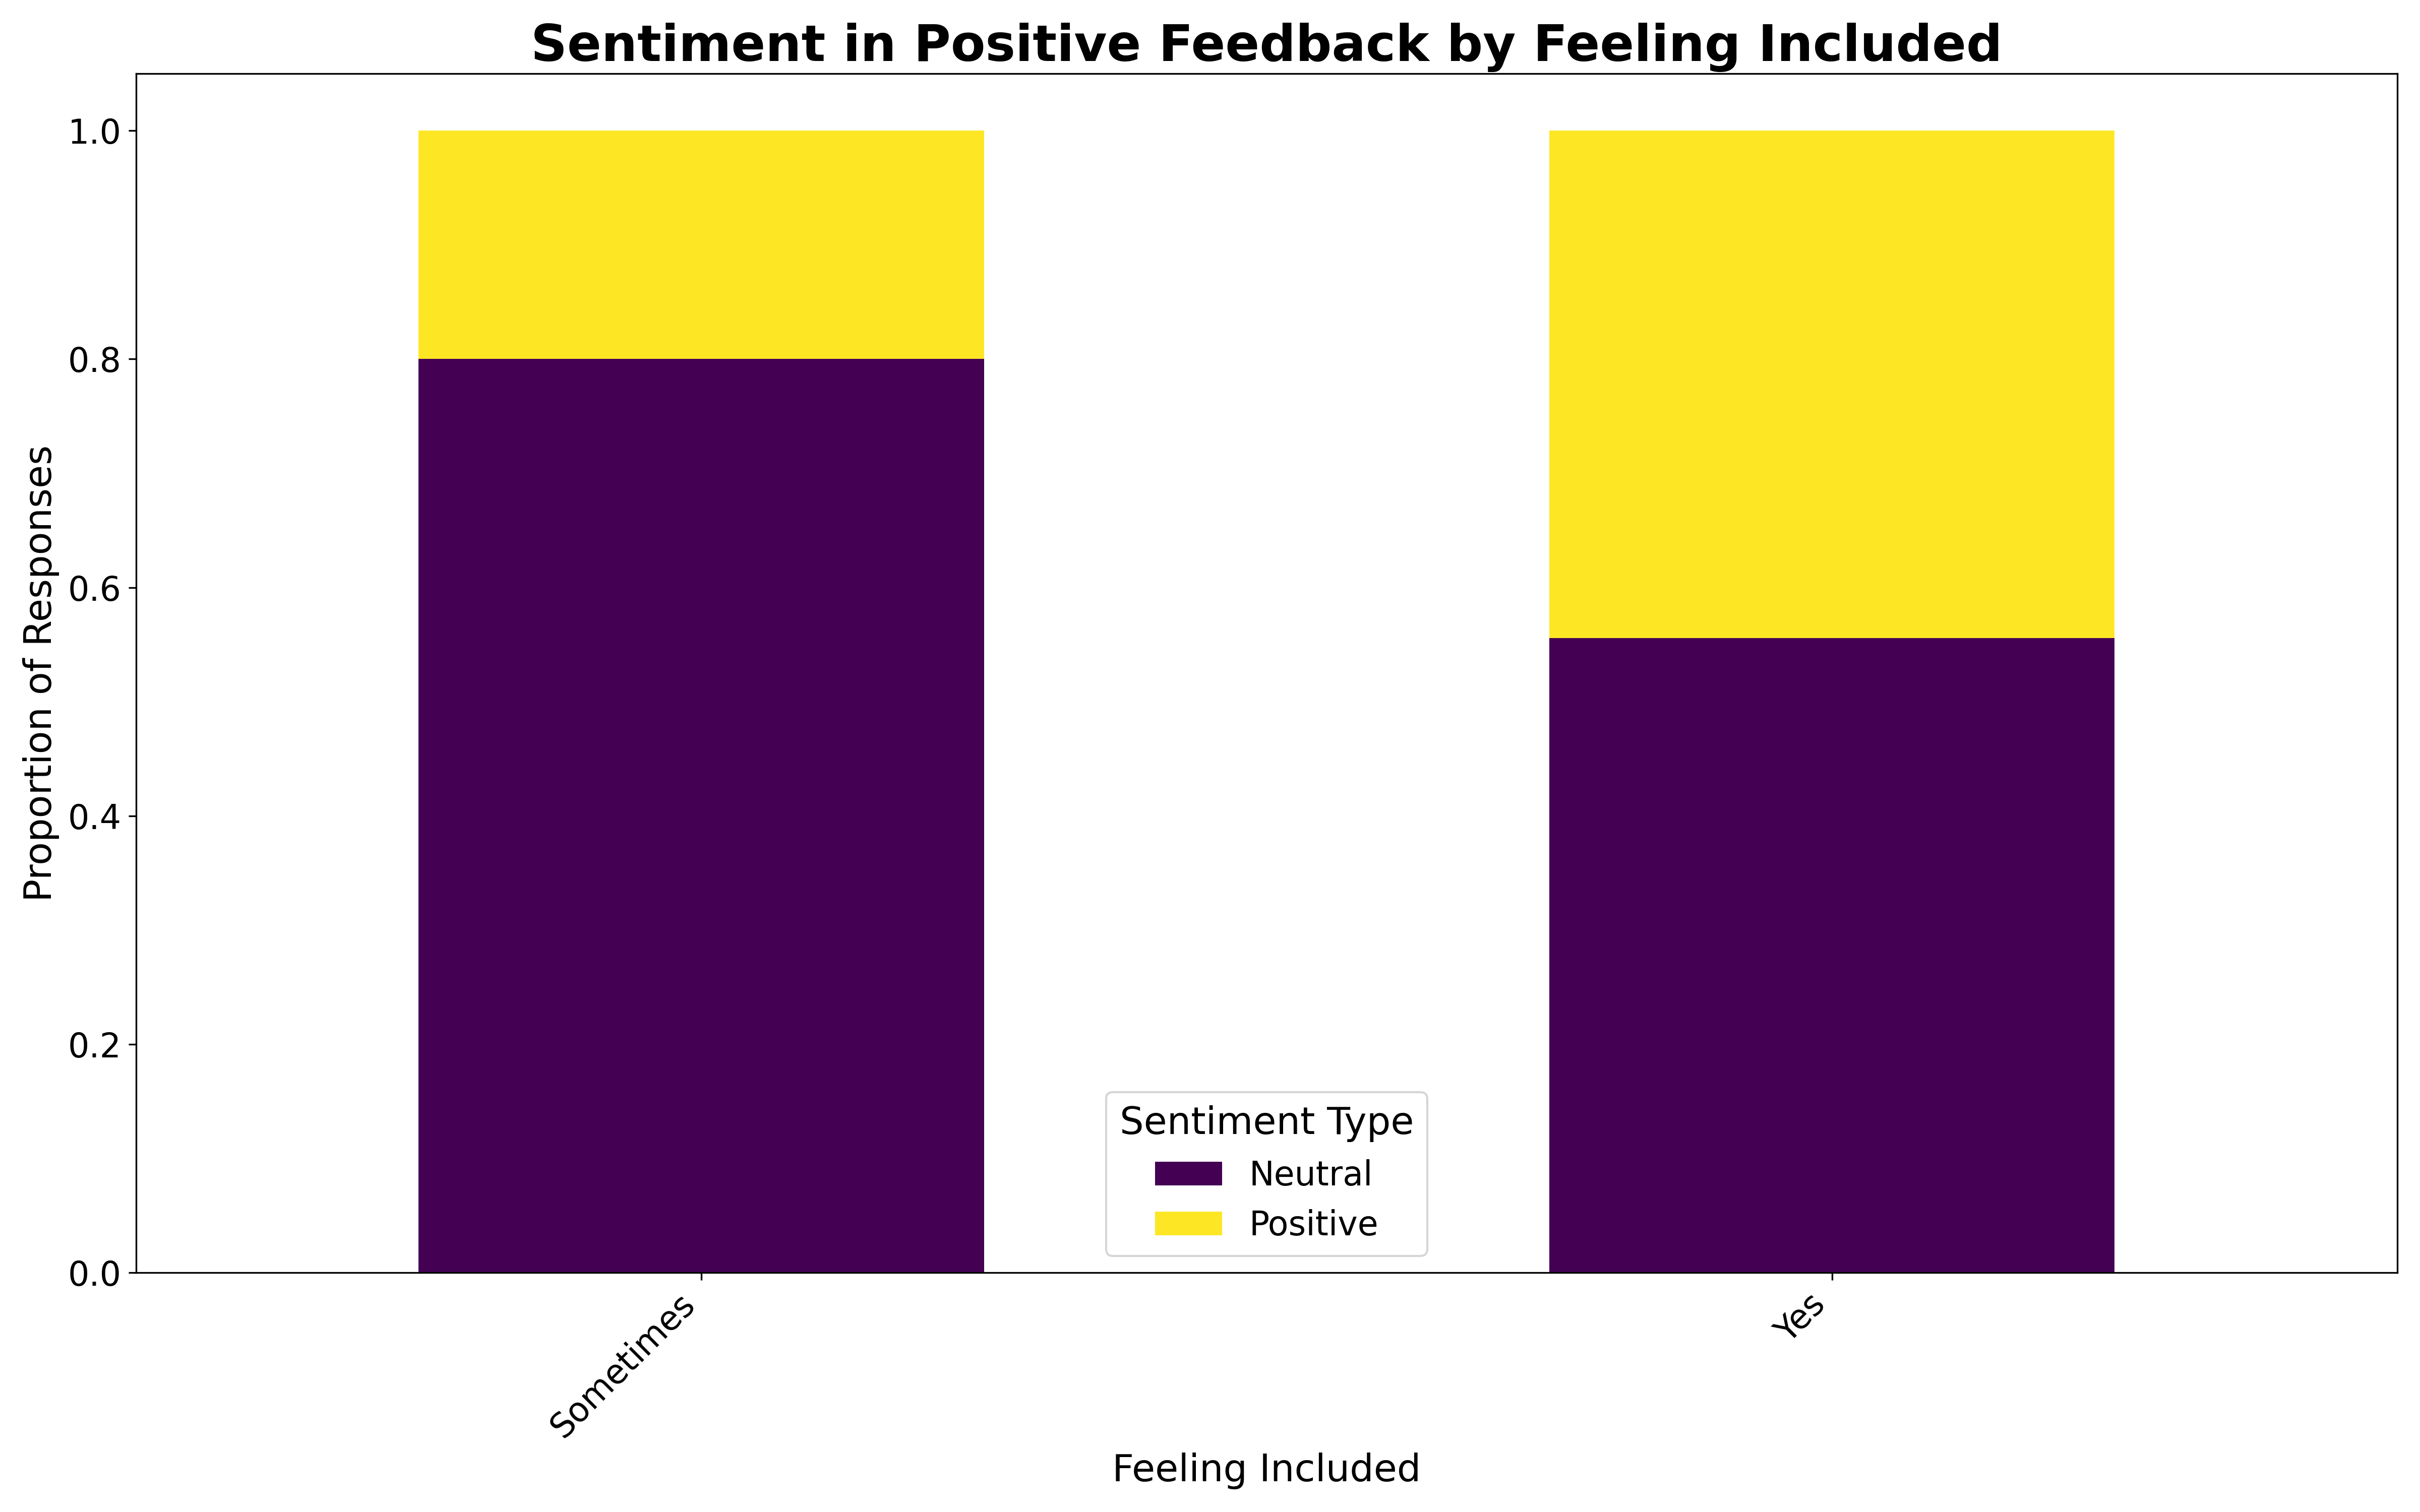 Sentiment in Positive Feedback by Feeling Included
Proportion of Responses
1.0
0.8
0.6
0.4
0.2
0.0
Sentiment Type
Neutral
Positive
Sometimes
Yes
Feeling Included